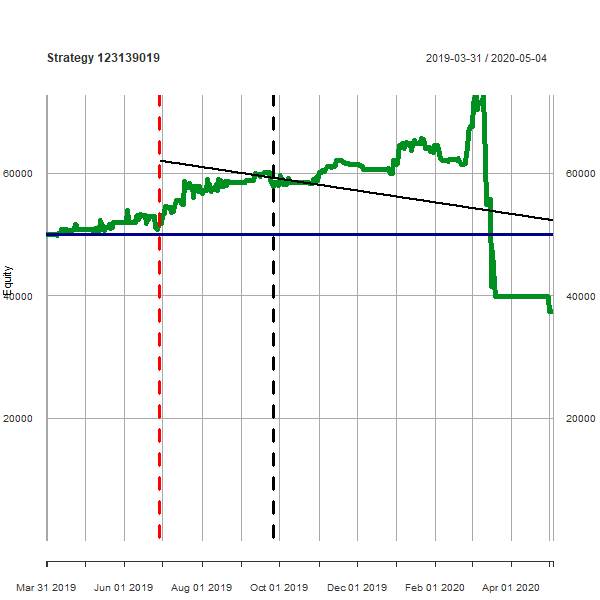 Strategy 123139019 2019-03-31 / 2020-05-04
60000 60000
Equity
40000 40000
20000 20000
Mar 31 2019 Jun 01 2019 Aug 01 2019 Oct 01 2019 Dec 01 2019 Feb 01 2020 Apr 01 2020